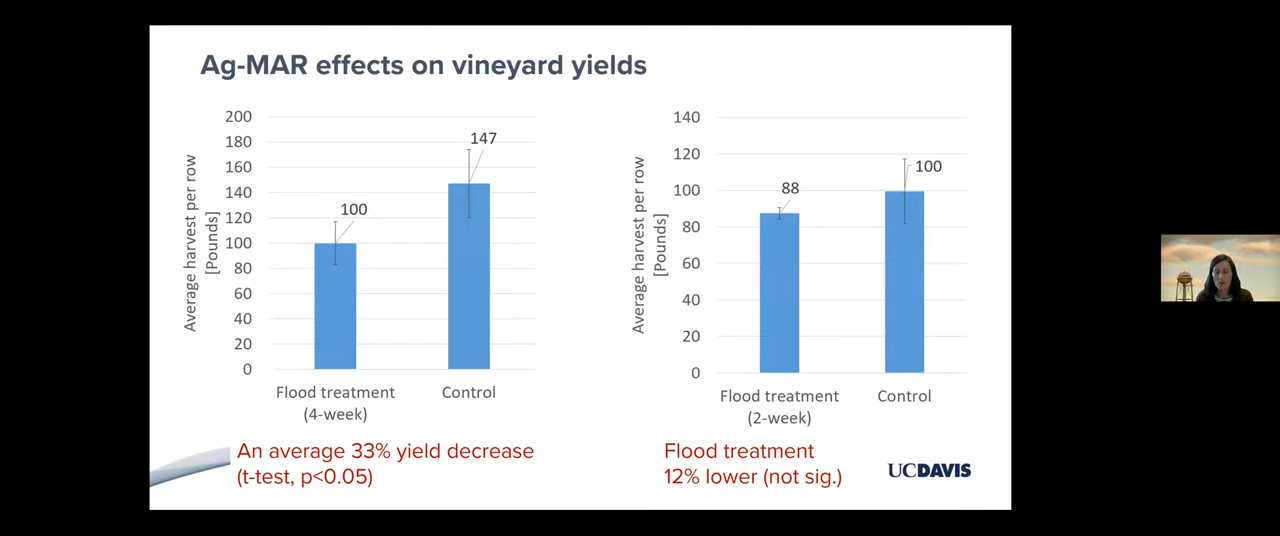 Ag-MAR effects on vineyard yields
200
180
160
140
120
100
80
60
40
20
0
Average harvest per row
[Pounds]
100
147
Flood treatment
(4-week)
Control
An average 33% yield decrease
(t-test, p<0.05)
140
120
100
80
60
40
20
0
Average harvest per row
[Pounds]
88
100
Flood treatment
(2-week)
Control
Flood treatment
12% lower (not sig.)
UCDAVIS